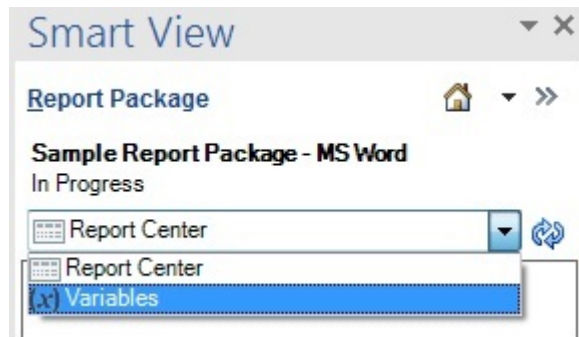 Smart View
Report Package
Sample Report Package - MS Word
In Progress
Report Center
Report Center
(x) Variables